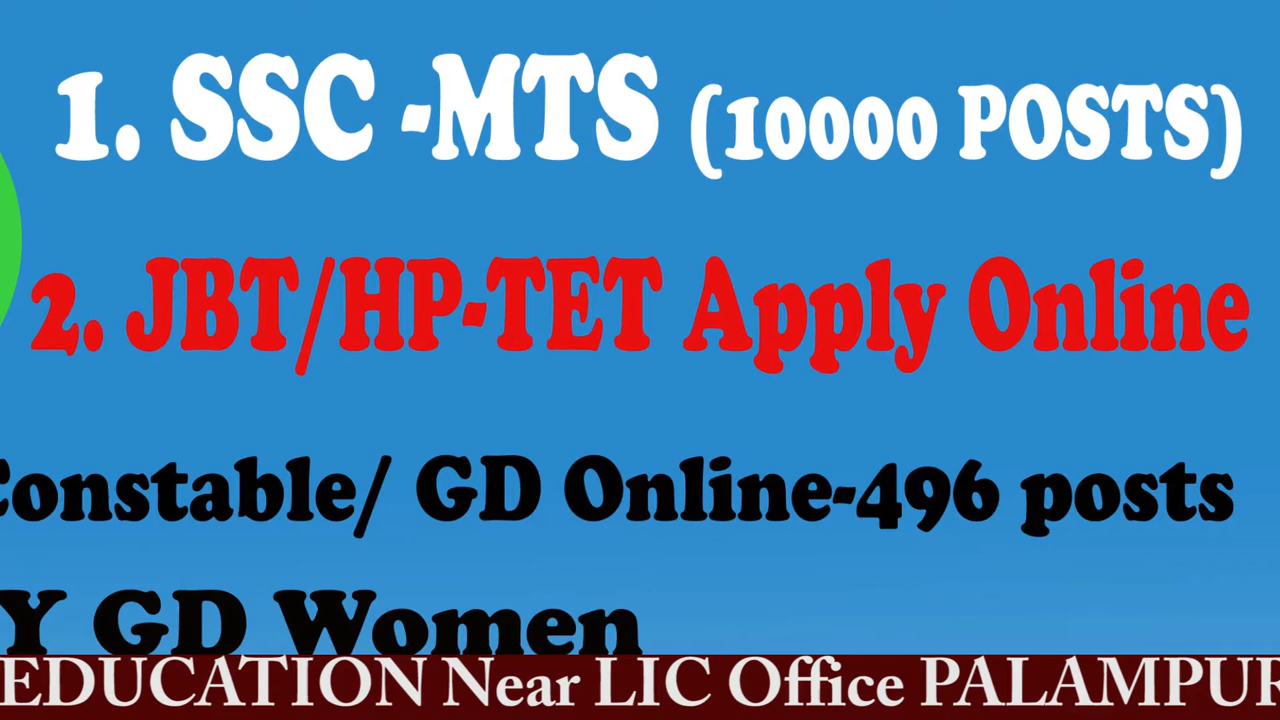 1. SSC -MTS (10000 POSTS)
2. JBT/HP-TET Apply Online
Constable/ GD Online-496 posts
Y GD Women
EDUCATION Near LIC Office PALAMPUR